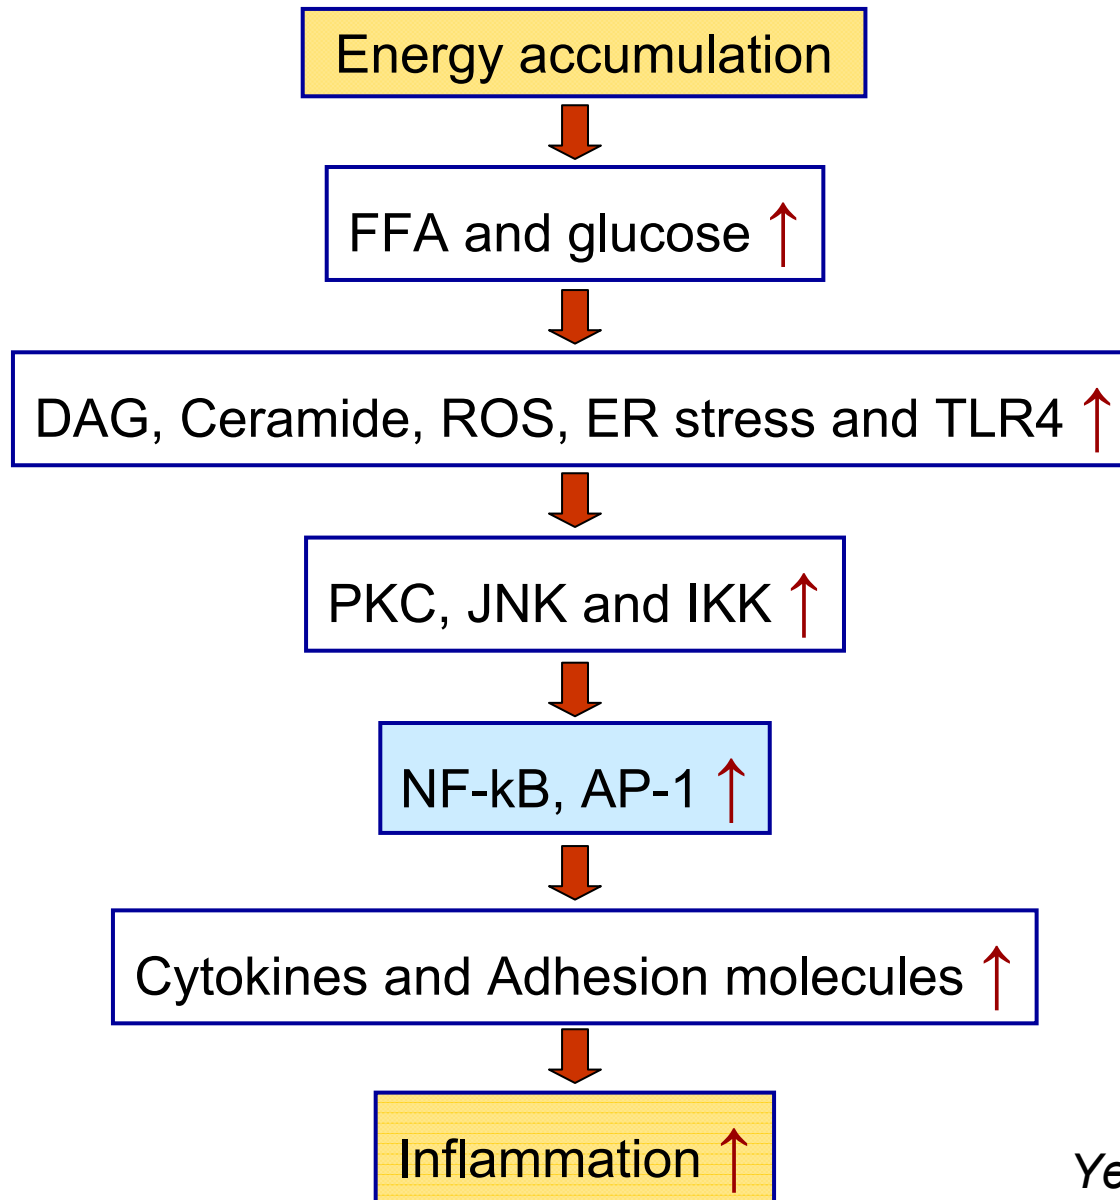 Energy accumulation
FFA and glucose ↑
DAG, Ceramide, ROS, ER stress and TLR4 ↑
PKC, JNK and IKK ↑
NF-kB, AP-1 ↑
Cytokines and Adhesion molecules ↑
Inflammation ↑